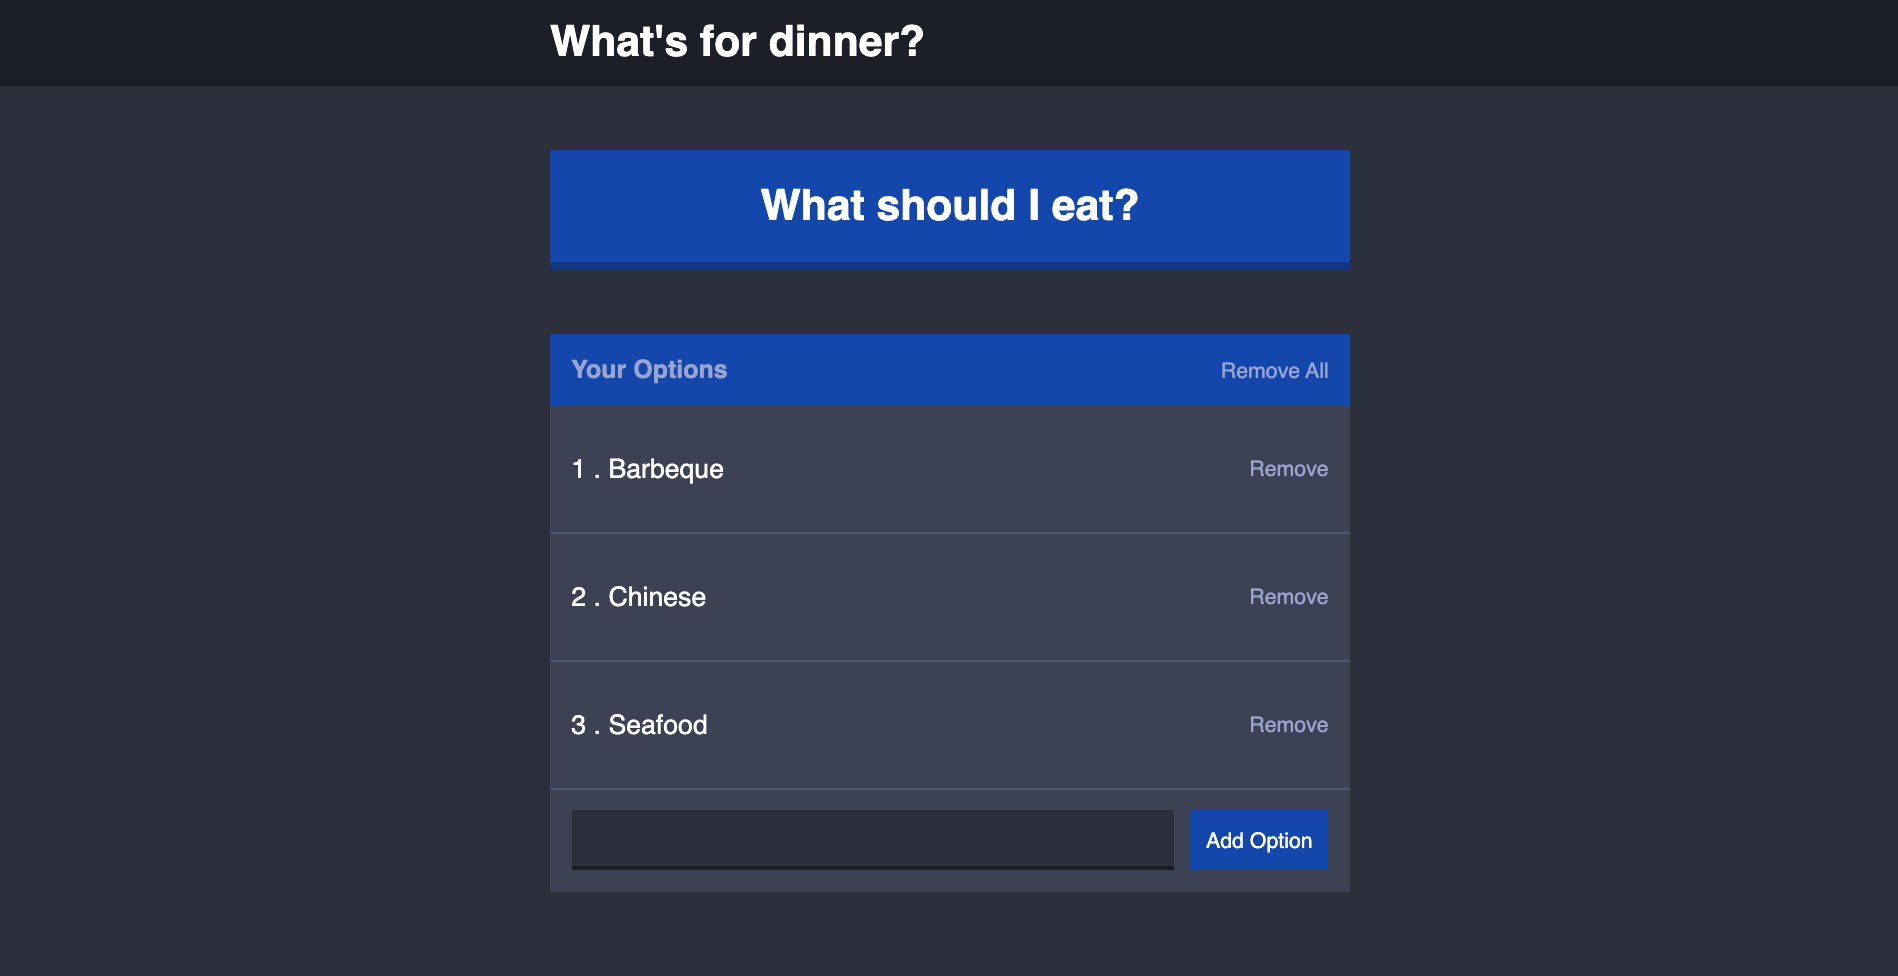 What's for dinner?
What should I eat?
Your Options Remove All
1 . Barbeque Remove
2 . Chinese Remove
3 . Seafood Remove
Add Option